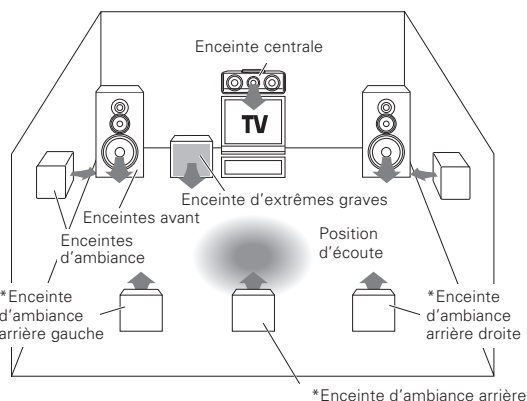 Enceinte centrale
TV
Enceinte d'extrêmes graves
Enceintes avant
Enceintes
d'ambiance
Position
d'écoute
*Enceinte
d'ambiance
arrière gauche
*Enceinte
d'ambiance
arrière droite
*Enceinte d'ambiance arrière